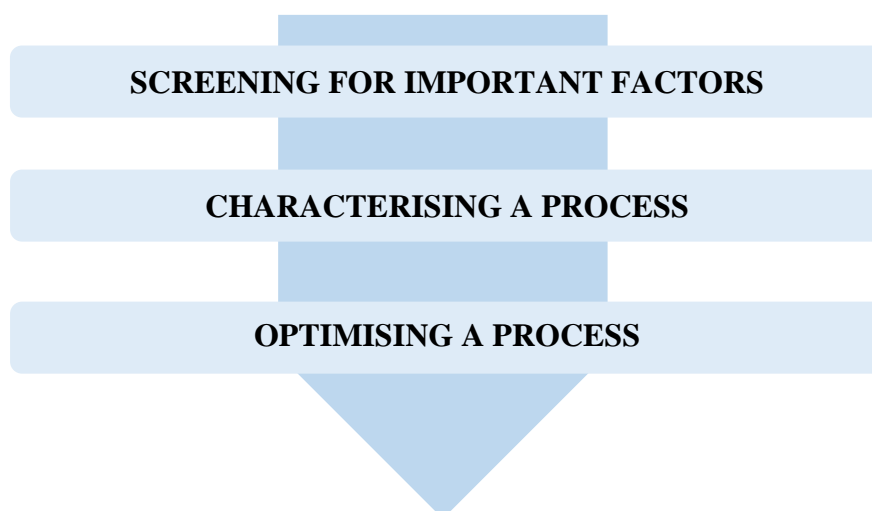 SCREENING FOR IMPORTANT FACTORS
CHARACTERISING A PROCESS
OPTIMISING A PROCESS